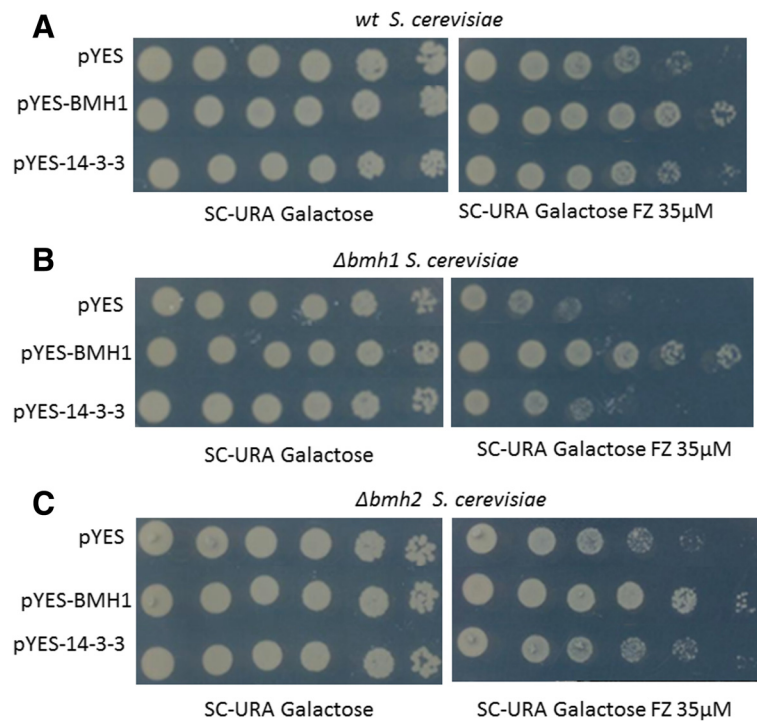 A
wt S. cerevisiae
pYES
pYES-BMH1
pYES-14-3-3
SC-URA Galactose
SC-URA Galactose FZ 35µM
B
Δbmh1 S. cerevisiae
pYES
pYES-BMH1
pYES-14-3-3
SC-URA Galactose
SC-URA Galactose FZ 35µM
C
Δbmh2 S. cerevisiae
pYES
pYES-BMH1
pYES-14-3-3
SC-URA Galactose
SC-URA Galactose FZ 35µM